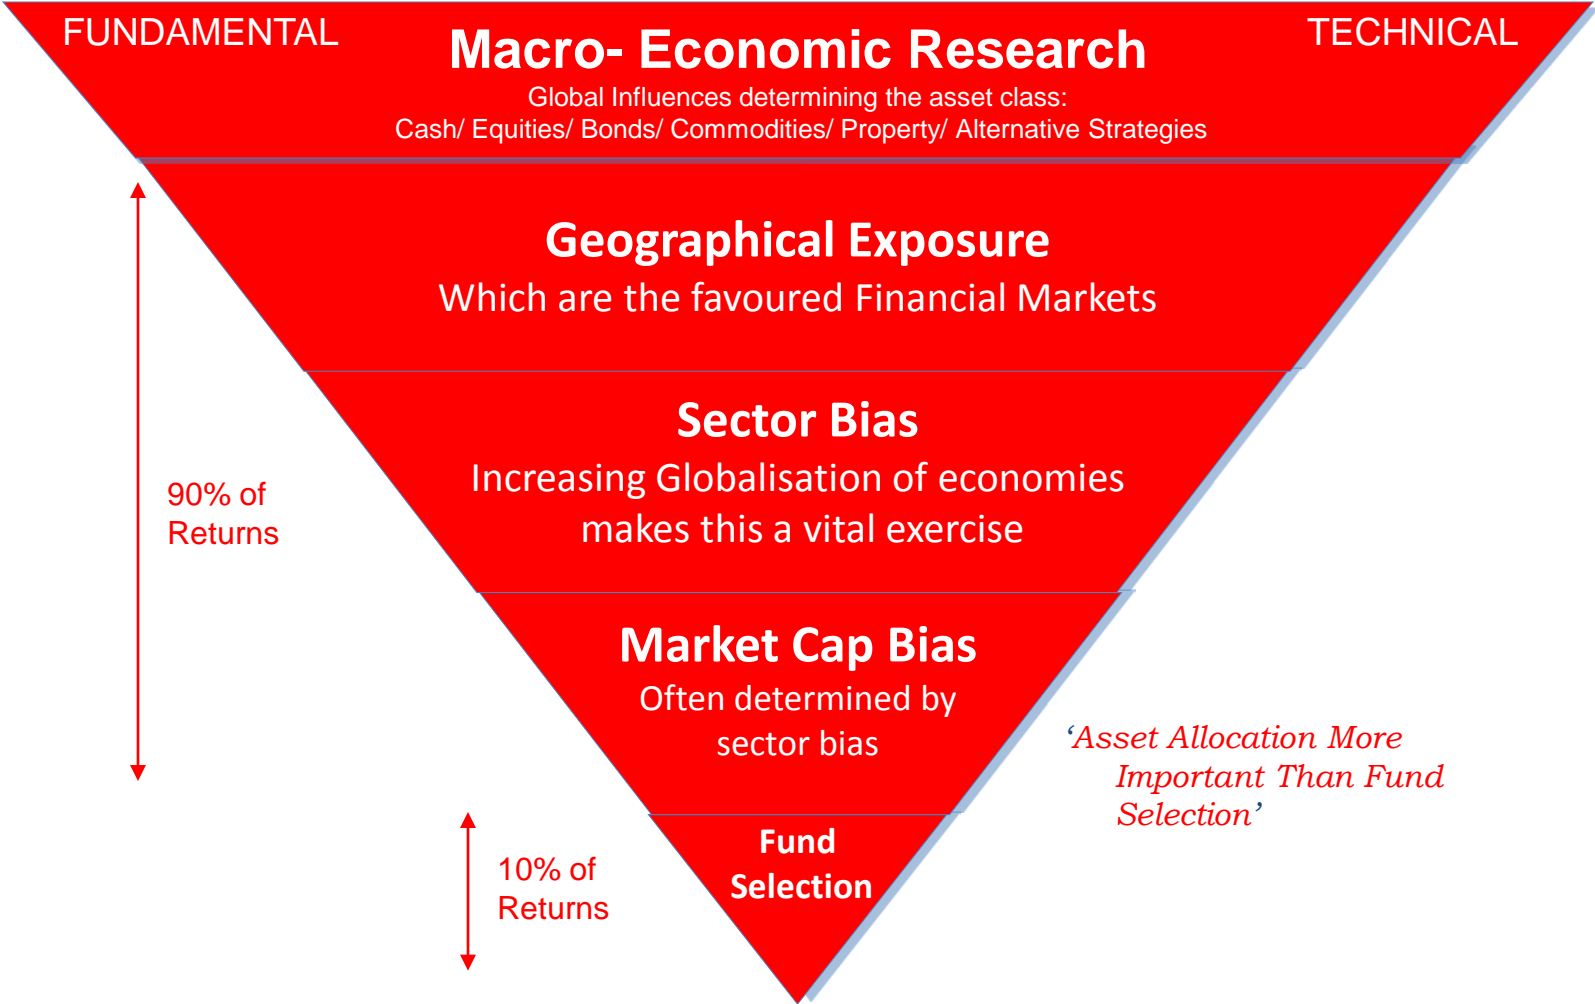 FUNDAMENTAL
TECHNICAL
Macro- Economic Research
Global Influences determining the asset class:
Cash/ Equities/ Bonds/ Commodities/ Property/ Alternative Strategies
Geographical Exposure
Which are the favoured Financial Markets
Sector Bias
Increasing Globalisation of economies
makes this a vital exercise
90% of
Returns
Market Cap Bias
Often determined by
sector bias
‘Asset Allocation More
Important Than Fund
Selection’
Fund
Selection
10% of
Returns